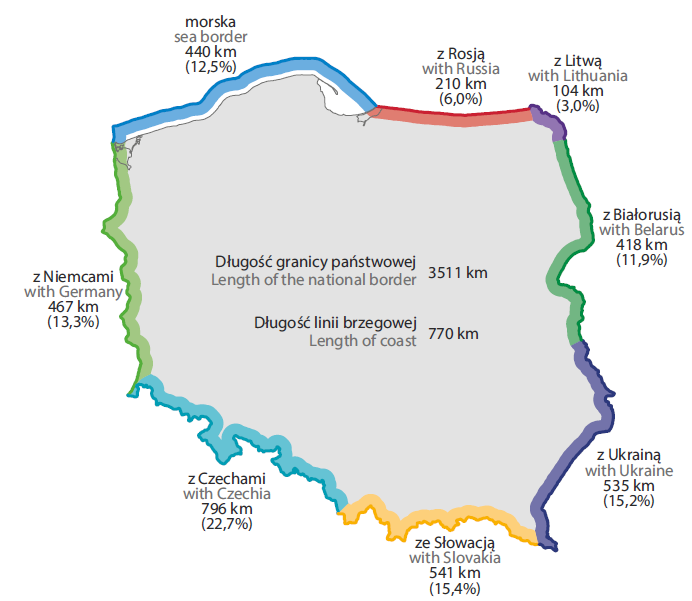 morska
sea border
440 km
(12,5%)
z Rosją
with Russia
210 km
(6,0%)
z Litwą
with Lithuania
104 km
(3,0%)
z Białorusią
with Belarus
418 km
(11,9%)
Długość granicy państwowej
Length of the national border
3511 km
Długość linii brzegowej
Length of coast
770 km
z Niemcami
with Germany
467 km
(13,3%)
z Ukrainą
with Ukraine
535 km
(15,2%)
z Czechami
with Czechia
796 km
(22,7%)
ze Słowacją
with Slovakia
541 km
(15,4%)